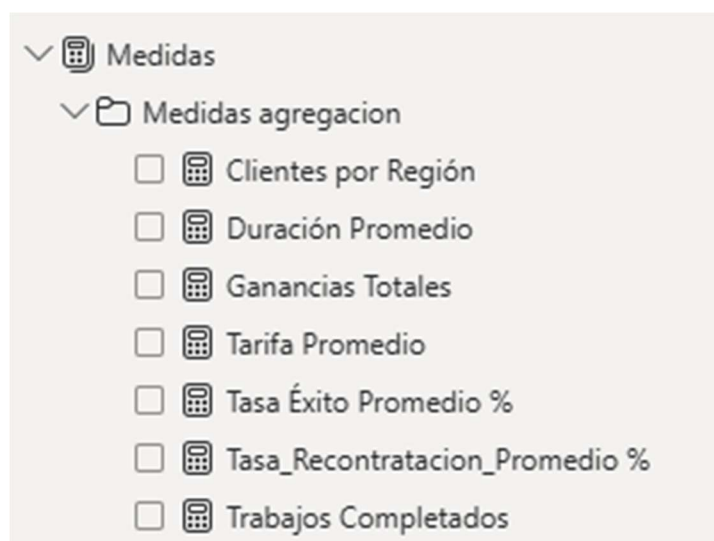 Medidas
Medidas agregacion
Clientes por Región
Duración Promedio
Ganancias Totales
Tarifa Promedio
Tasa Éxito Promedio %
Tasa_Recontratacion_Promedio %
Trabajos Completados